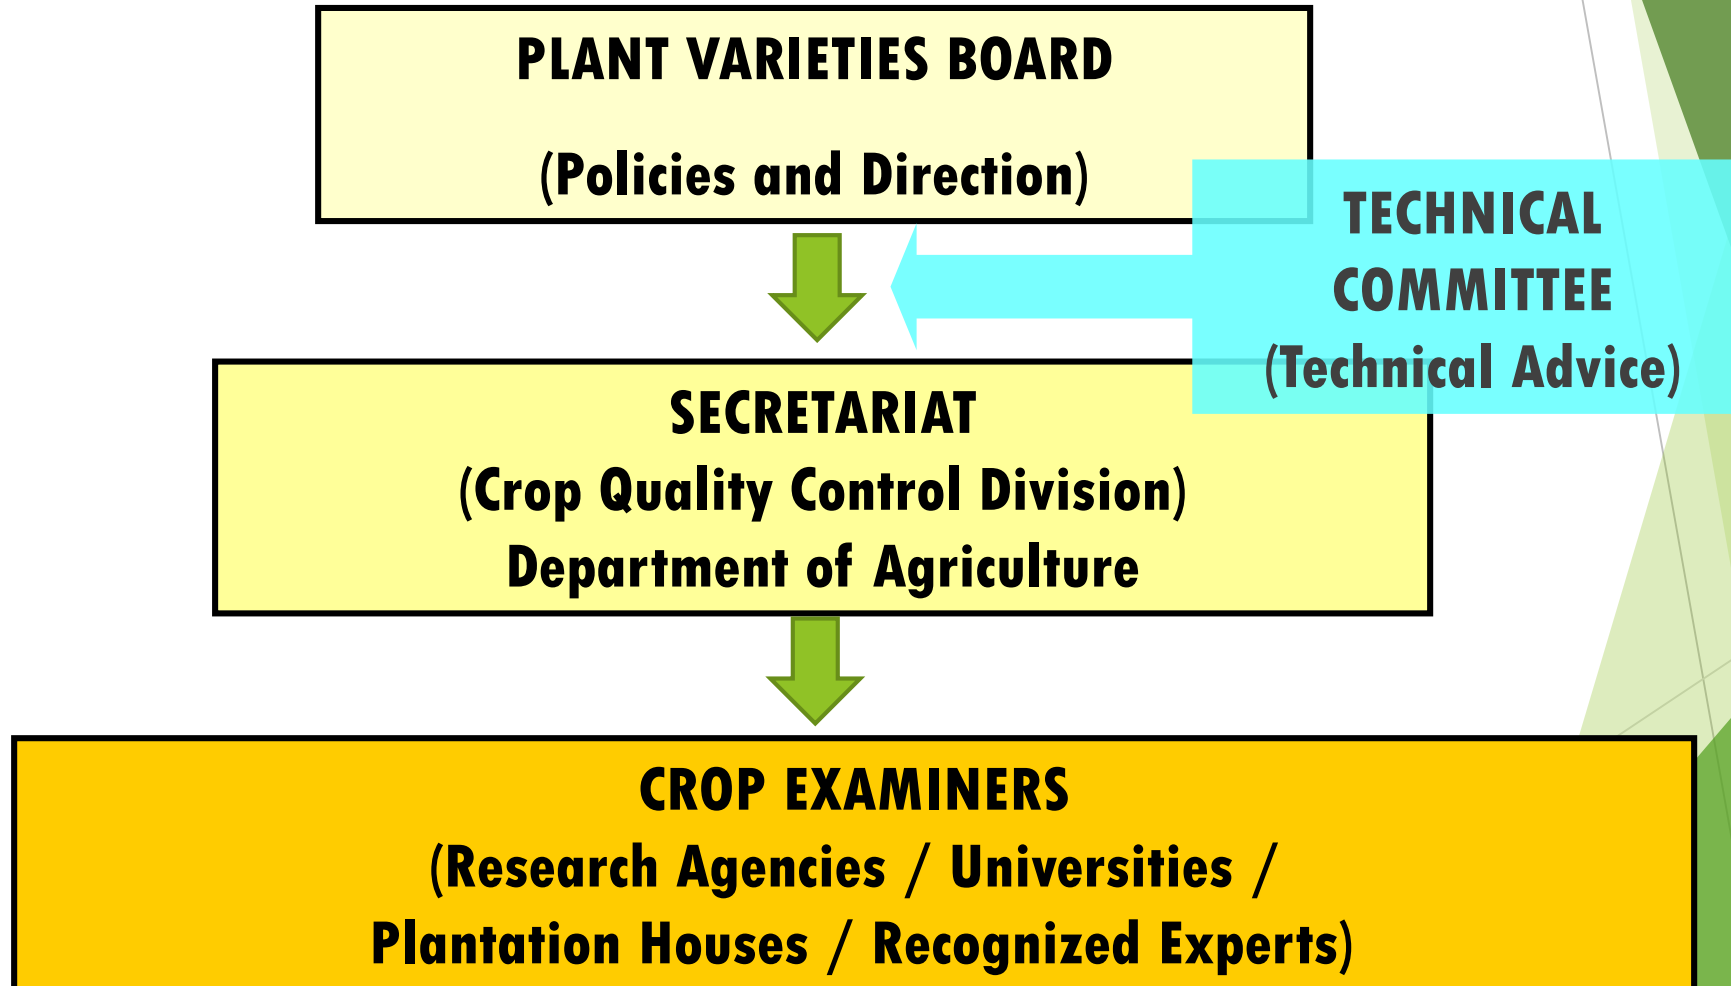 PLANT VARIETIES BOARD
(Policies and Direction)
TECHNICAL
COMMITTEE
(Technical Advice)
SECRETARIAT
(Crop Quality Control Division)
Department of Agriculture
CROP EXAMINERS
(Research Agencies / Universities /
Plantation Houses / Recognized Experts)